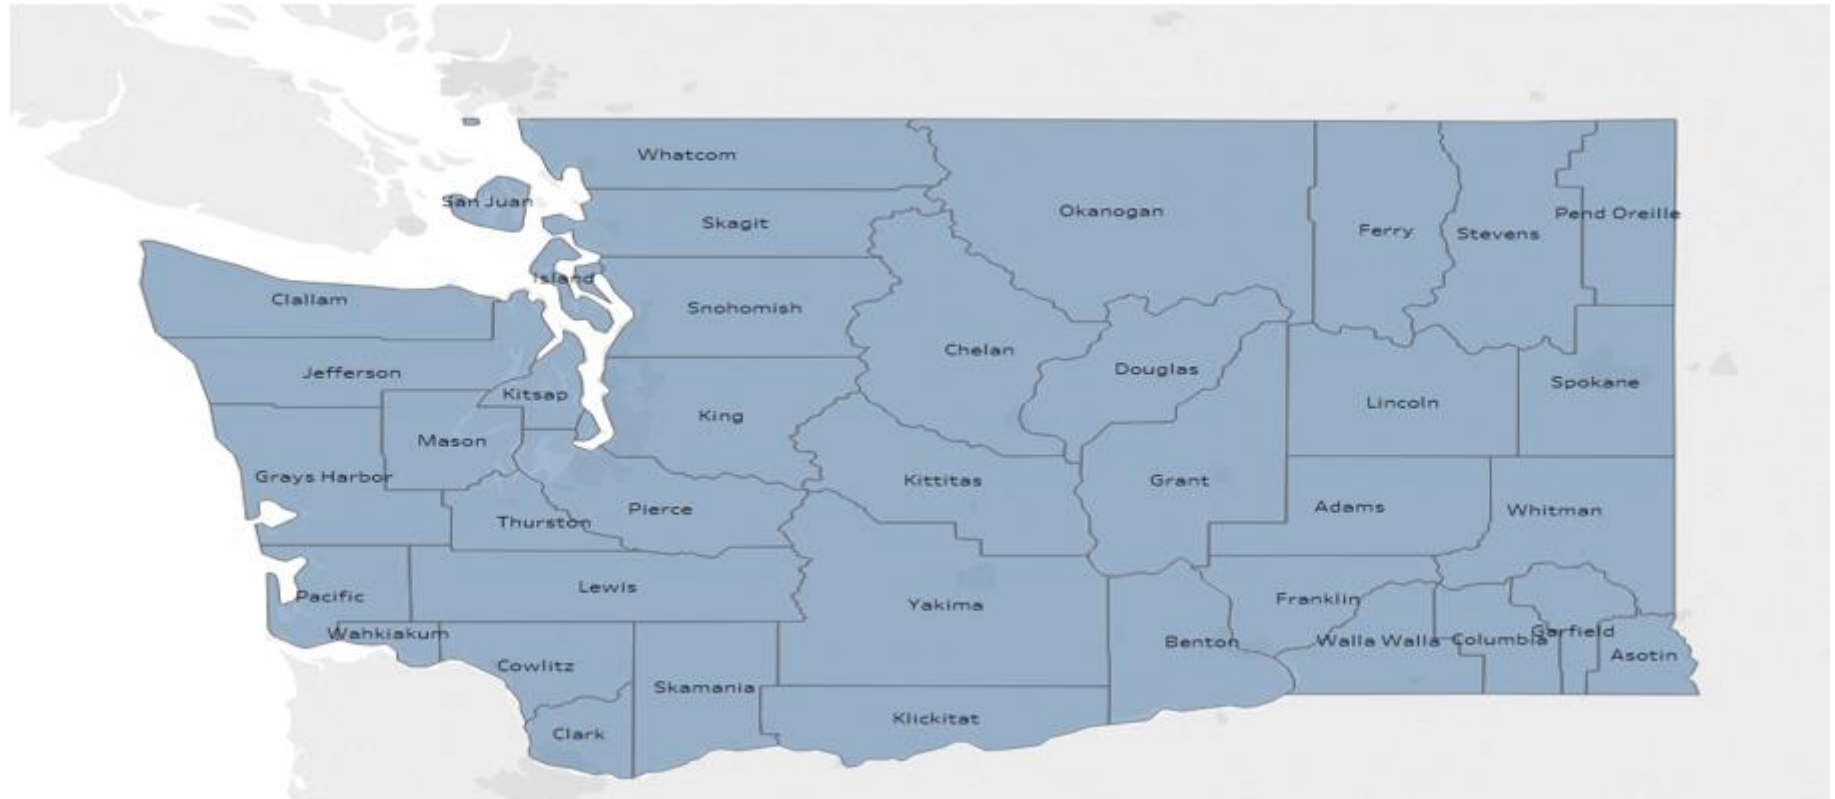 Whatcom
San Juan
Skagit
Okanogan
Ferry
Stevens
Pend Oreille
Island
Clallam
Snohomish
Chelan
Jefferson
Kitsap
King
Douglas
Lincoln
Spokane
Mason
Grays Harbor
Kittitas
Grant
Thurston
Pierce
Adams
Whitman
Pacific
Lewis
Yakima
Franklin
Wahkiakum
Benton
Walla Walla
Columbia
Garfield
Asotin
Cowlitz
Skamania
Klickitat
Clark